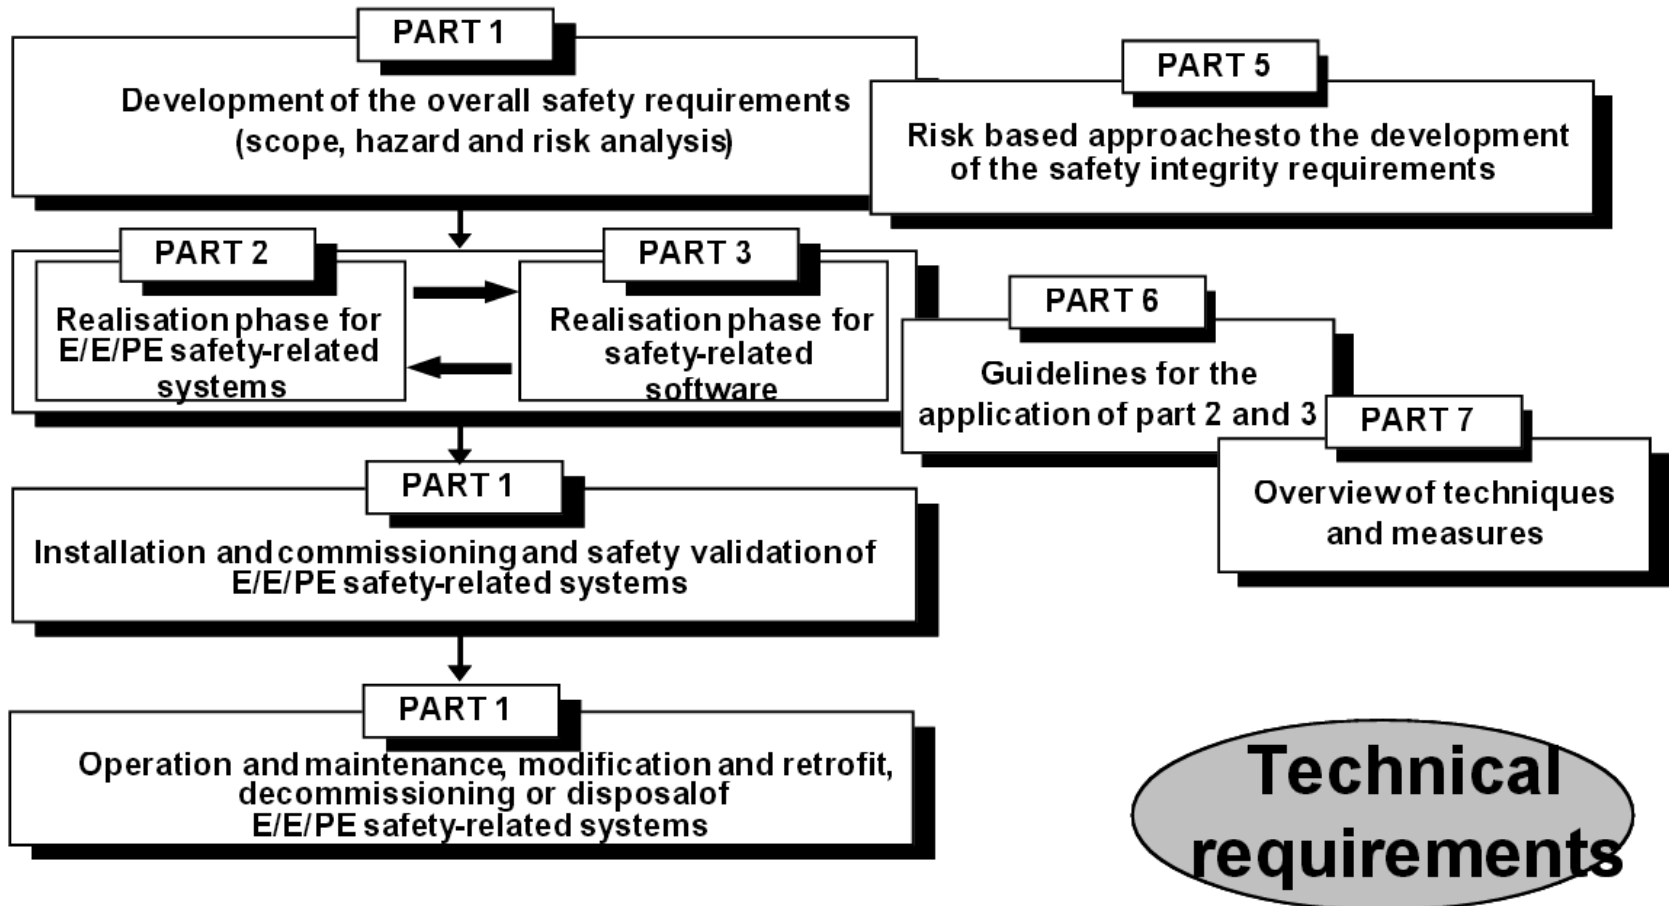 PART 1
Development of the overall safety requirements
(scope, hazard and risk analysis)
PART 5
Risk based approachesto the development
of the safety integrity requirements
PART 2
Realisation phase for
E/E/PE safety-related
systems
PART 3
Realisation phase for
safety-related
software
PART 6
Guidelines for the
application of part 2 and 3
PART 7
Overview of techniques
and measures
PART 1
Installation and commissioning and safety validation of
E/E/PE safety-related systems
PART 1
Operation and maintenance, modification and retrofit,
decommissioning or disposalof
E/E/PE safety-related systems
Technical
requirements